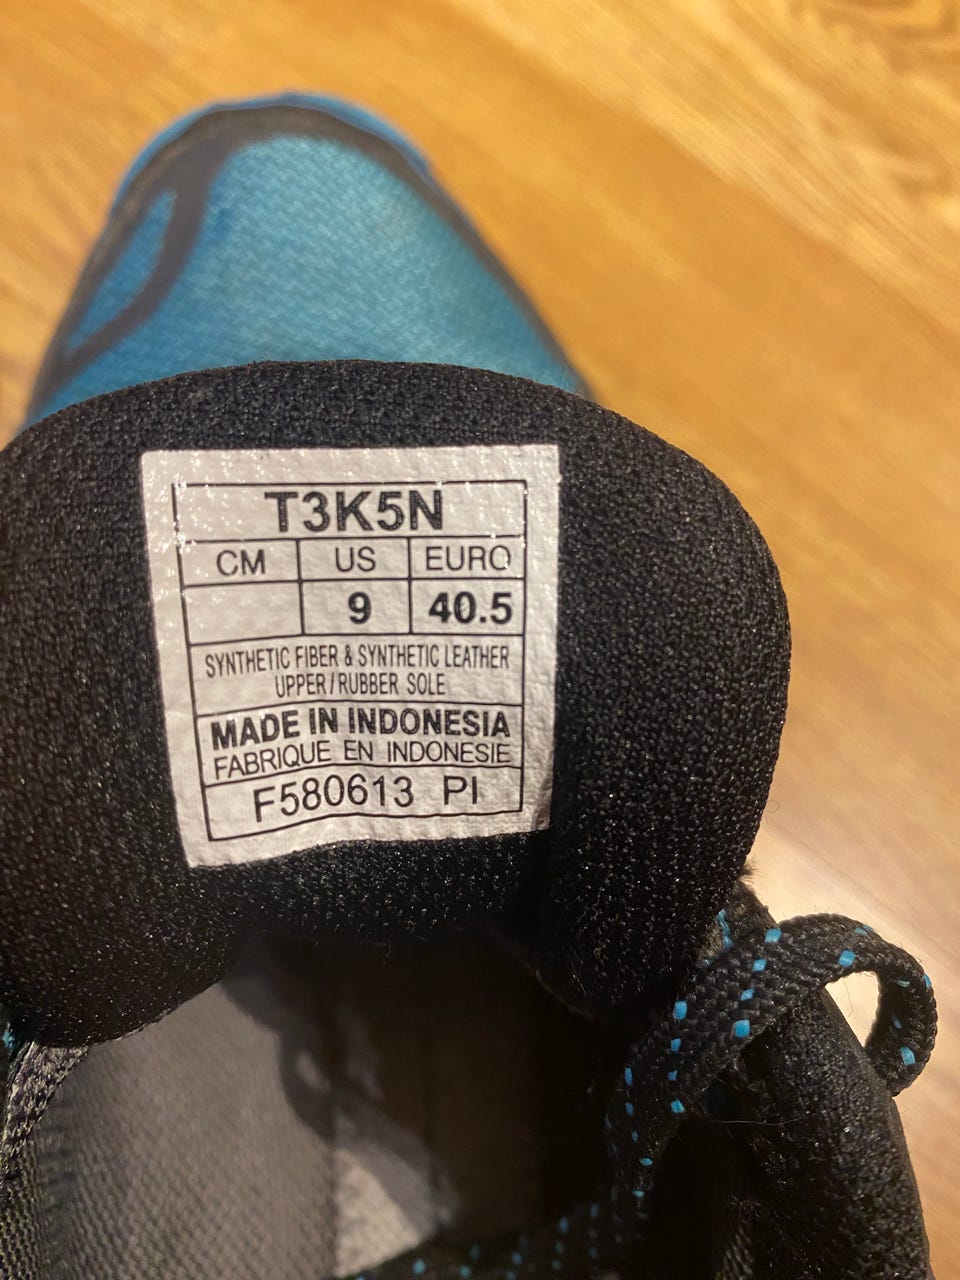 T3K5N
CM US EURO
9 40.5
SYNTHETIC FIBER & SYNTHETIC LEATHER
UPPER/RUBBER SOLE
MADE IN INDONESIA
FABRIQUE EN INDONESIE
F580613 PI